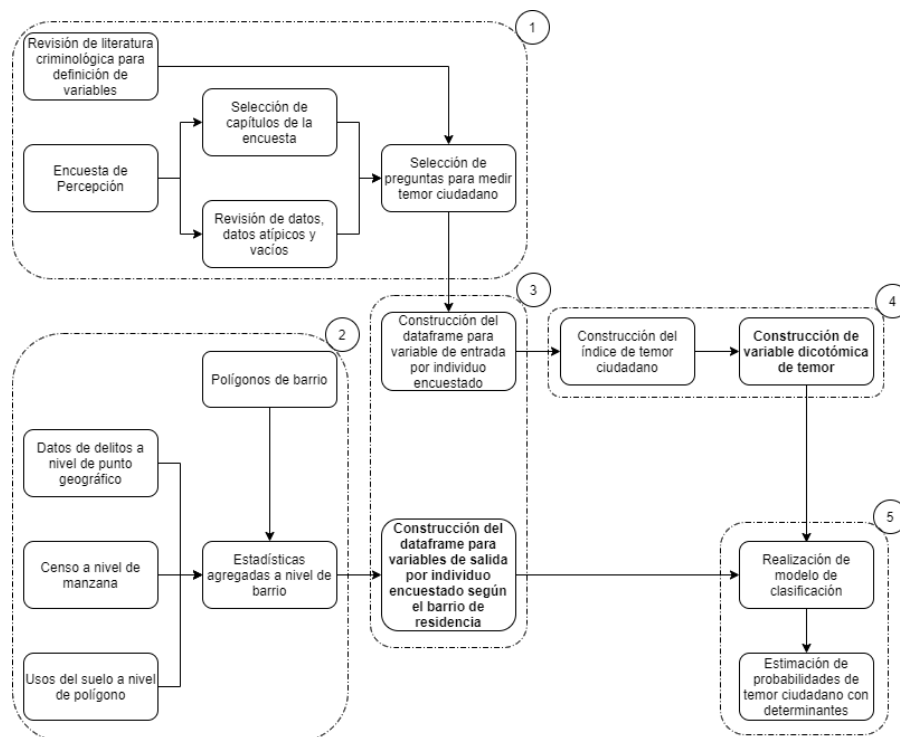 1
Revisión de literatura
criminológica para
definición de
variables
Selección de
capítulos de la
encuesta
Encuesta de
Percepción
Selección de
preguntas para medir
temor ciudadano
Revisión de datos,
datos atípicos y
vacíos
3
4
Construcción del
dataframe para
variable de entrada
por individuo
encuestado
Construcción del
índice de temor
ciudadano
Construcción de
variable dicotómica
de temor
2
Polígonos de barrio
Datos de delitos a
nivel de punto
geográfico
Censo a nivel de
manzana
Estadísticas
agregadas a nivel de
barrio
Usos del suelo a nivel
de polígono
Construcción del
dataframe para
variables de salida
por individuo
encuestado según
el barrio de
residencia
5
Realización de
modelo de
clasificación
Estimación de
probabilidades de
temor ciudadano con
determinantes